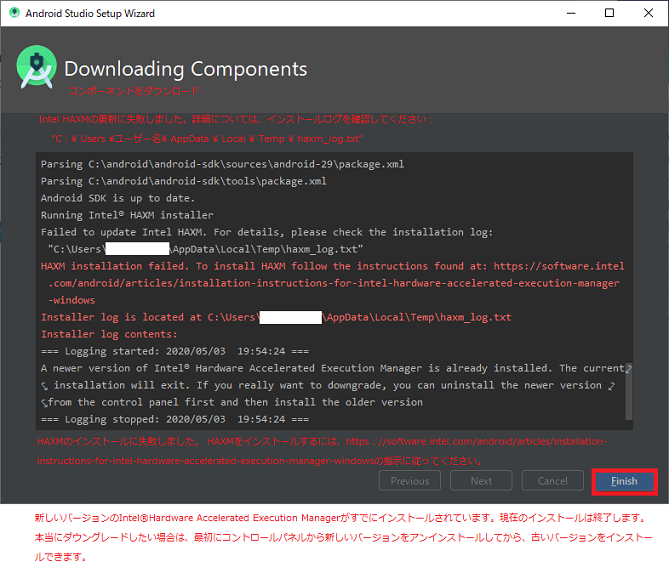 Android Studio Setup Wizard
Downloading Components
コンポーネントをダウンロード
Intel HAXMの更新に失敗しました。詳細については、インストールログを確認してください：
"C：¥ Users ¥ユーザー名¥ AppData ¥ Local ¥ Temp ¥ haxm_log.txt"
Parsing C:\android\android-sdk\sources\android-29\package.xml
Parsing C:\android\android-sdk\tools\package.xml
Android SDK is up to date.
Running Intel® HAXM installer
Failed to update Intel HAXM. For details, please check the installation log:
"C:\Users\ \AppData\Local\Temp\haxm_log.txt"
HAXM installation failed. To install HAXM follow the instructions found at: https://software.intel
.com/android/articles/installation-instructions-for-intel-hardware-accelerated-execution-manager
-windows
Installer log is located at C:\Users\ \AppData\Local\Temp\haxm_log.txt
Installer log contents:
=== Logging started: 2020/05/03  19:54:24 ===
A newer version of Intel® Hardware Accelerated Execution Manager is already installed. The current
installation will exit. If you really want to downgrade, you can uninstall the newer version
from the control panel first and then install the older version
=== Logging stopped: 2020/05/03  19:54:24 ===
HAXMのインストールに失敗しました。 HAXMをインストールするには、https：//software.intel.com/android/articles/installation-
instructions-for-intel-hardware-accelerated-execution-manager-windowsの指示に従ってください。
Previous Next Cancel Finish
新しいバージョンのIntel®Hardware Accelerated Execution Managerがすでにインストールされています。現在のインストールは終了します。
本当にダウングレードしたい場合は、最初にコントロールパネルから新しいバージョンをアンインストールしてから、古いバージョンをインストー
ルできます。